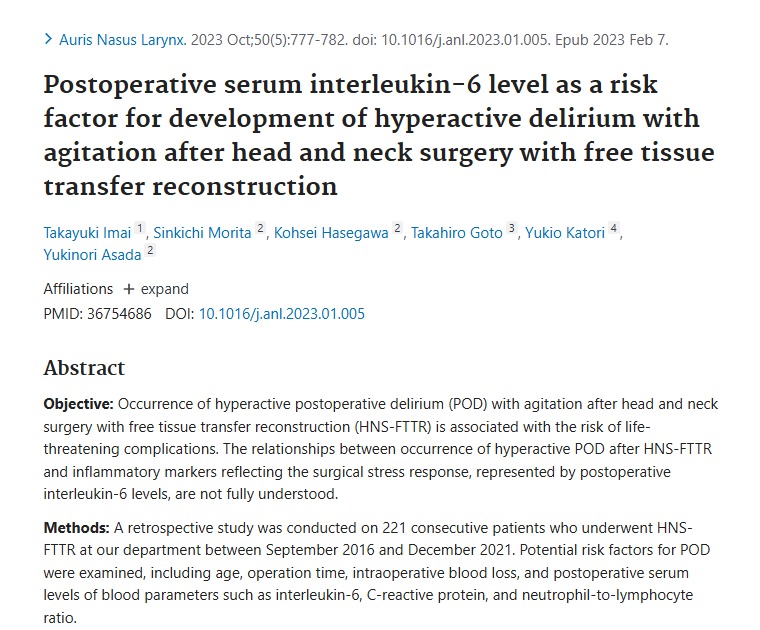 Auris Nasus Larynx. 2023 Oct;50(5):777-782. doi: 10.1016/j.anl.2023.01.005. Epub 2023 Feb 7.
Postoperative serum interleukin-6 level as a risk
factor for development of hyperactive delirium with
agitation after head and neck surgery with free tissue
transfer reconstruction
Takayuki Imai 1, Sinkichi Morita 2, Kohsei Hasegawa 2, Takahiro Goto 3, Yukio Katori 4,
Yukinori Asada 2
Affiliations + expand
PMID: 36754686 DOI: 10.1016/j.anl.2023.01.005
Abstract
Objective: Occurrence of hyperactive postoperative delirium (POD) with agitation after head and neck
surgery with free tissue transfer reconstruction (HNS-FTTR) is associated with the risk of life-
threatening complications. The relationships between occurrence of hyperactive POD after HNS-FTTR
and inflammatory markers reflecting the surgical stress response, represented by postoperative
interleukin-6 levels, are not fully understood.
Methods: A retrospective study was conducted on 221 consecutive patients who underwent HNS-
FTTR at our department between September 2016 and December 2021. Potential risk factors for POD
were examined, including age, operation time, intraoperative blood loss, and postoperative serum
levels of blood parameters such as interleukin-6, C-reactive protein, and neutrophil-to-lymphocyte
ratio.